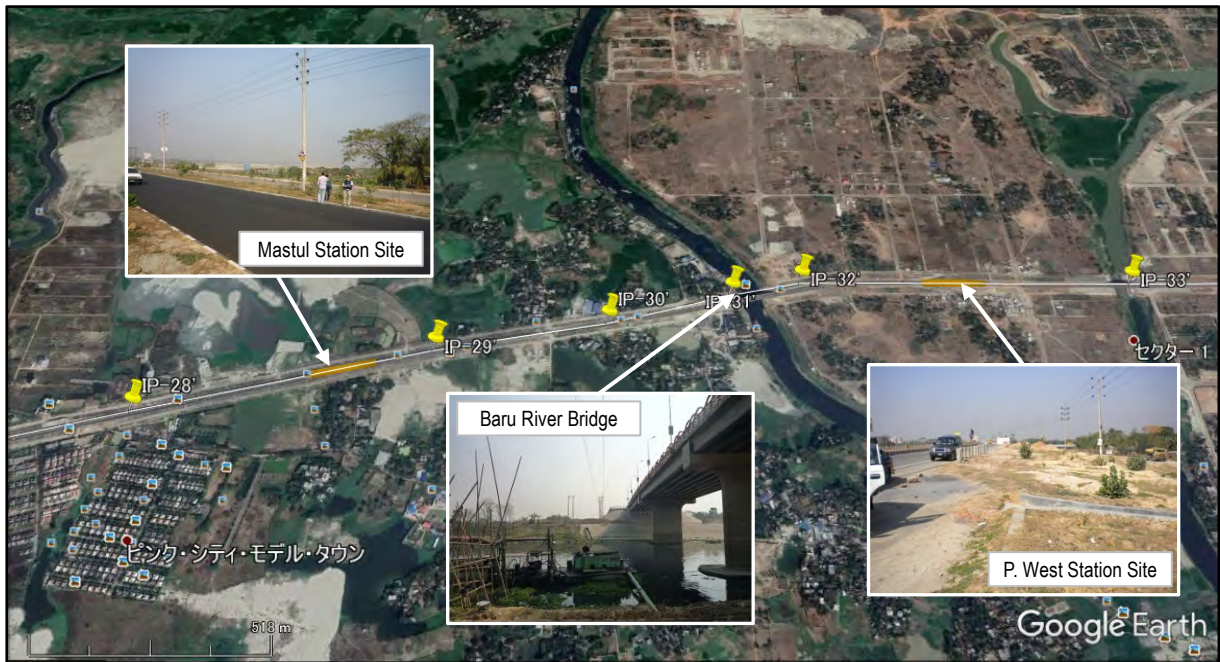 Mastul Station Site
IP-28'
IP-29'
IP-30'
IP-31'
IP-32'
IP-33'
セクター 1
Baru River Bridge
P. West Station Site
ピンク・シティ・モデル・タウン
518 m
Google Earth